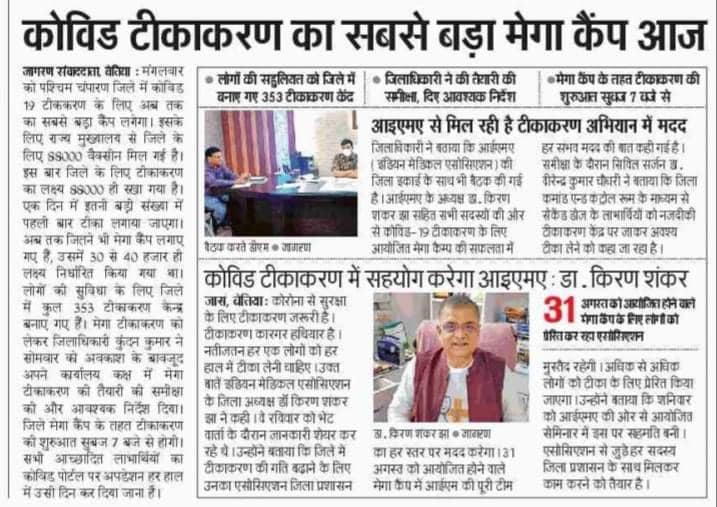 कोविड टीकाकरण का सबसे बड़ा मेगा कैंप आज
जागरण संवाददाता, बेतिया : मंगलवार
को पश्चिम चंपारण जिले में कोविड
19 टीककरण के लिए अब तक
का सबसे बड़ा कैंप लगेगा। इसके
लिए राज्य मुख्यालय से जिले के
लिए 88000 वैक्सीन मिल गई है।
इस बार जिले के लिए टीकाकरण
का लक्ष्य 88000 ही रखा गया है।
एक दिन में इतनी बड़ी संख्या में
पहली बार टीका लगाया जाएगा।
अब तक जितने भी मेगा कैंप लगाए
गए हैं, उसमें 30 से 40 हजार ही
लक्ष्य निर्धारित किया गया था।
लोगों की सुविधा के लिए जिले
में कुल 353 टीकाकरण केन्द्र
बनाए गए हैं। मेगा टीकाकरण को
लेकर जिलाधिकारी कुंदन कुमार ने
सोमवार को अवकाश के बावजूद
अपने कार्यालय कक्ष में मेगा
टीकाकरण की तैयारी की समीक्षा
की और आवश्यक निर्देश दिया।
जिले मेगा कैंप के तहत टीकाकरण
की शुरुआत सुबज 7 बजे से होगी।
सभी आच्छादित लाभार्थियों का
कोविड पोर्टल पर अपडेशन हर हाल
में उसी दिन कर दिया जाना हैं।
● लोगों की सहुलियत को जिले में
बनाए गए 353 टीकाकरण केंद्र
● जिलाधिकारी ने की तैयारी की
समीक्षा, दिए आवश्यक निर्देश
● मेगा कैंप के तहत टीकाकरण की
शुरुआत सुबज 7 बजे से
बैठक करते डीएम ● जागरण
आइएमए से मिल रही है टीकाकरण अभियान में मदद
जिलाधिकारी ने बताया कि आईएमए
( इंडियन मेडिकल एसोसिएशन ) की
जिला इकाई के साथ भी बैठक की गई
है। आईएमए के अध्यक्ष डा . किरण
शंकर झा सहित सभी सदस्यों की ओर
से कोविड-19 टीकाकरण के लिए
आयोजित मेगा कैम्प की सफलता में
हर संभव मदद की बात कही गई है।
समीक्षा के दौरान सिविल सर्जन डा .
वीरेन्द्र कुमार चौधरी ने बताया कि जिला
कमांड एन्ड कंट्रोल रूम के माध्यम से
सेकेंड डोज के लाभार्थियों को नजदीकी
टीकाकरण केंद्र पर जाकर अवश्य
टीका लेने को कहा जा रहा है।
कोविड टीकाकरण में सहयोग करेगा आइएमए : डा . किरण शंकर
जासं, बेतिया : कोरोना से सुरक्षा
के लिए टीकाकरण जरूरी है।
टीकाकरण कारगर हथियार है।
नतीजतन हर एक लोगों को हर
हाल में टीका लेनी चाहिए। उक्त
बातें इंडियन मेडिकल एसोसिएशन
के जिला अध्यक्ष डॉ किरण शंकर
झा ने कही। वे रविवार को भेंट
वार्ता के दौरान जानकारी शेयर कर
रहे थे। उन्होंने बताया कि जिले में
टीकाकरण की गति बढ़ाने के लिए
उनका एसोसिएशन जिला प्रशासन
डा . किरण शंकर झा ● जागरण
का हर स्तर पर मदद करेगा। 31
अगस्त को आयोजित होने वाले
मेगा कैंप में आईएम की पूरी टीम
31 अगस्त को आयोजित होने वाले
मेगा कैंप के लिए लोगों को
प्रेरित कर रहा एसोसिएशन
मुस्तैद रहेगी। अधिक से अधिक
लोगों को टीका के लिए प्रेरित किया
जाएगा। उन्होंने बताया कि शनिवार
को आईएमए की ओर से आयोजित
सेमिनार में इस पर सहमति बनी।
एसोसिएशन से जुड़े हर सदस्य
जिला प्रशासन के साथ मिलकर
काम करने को तैयार है।